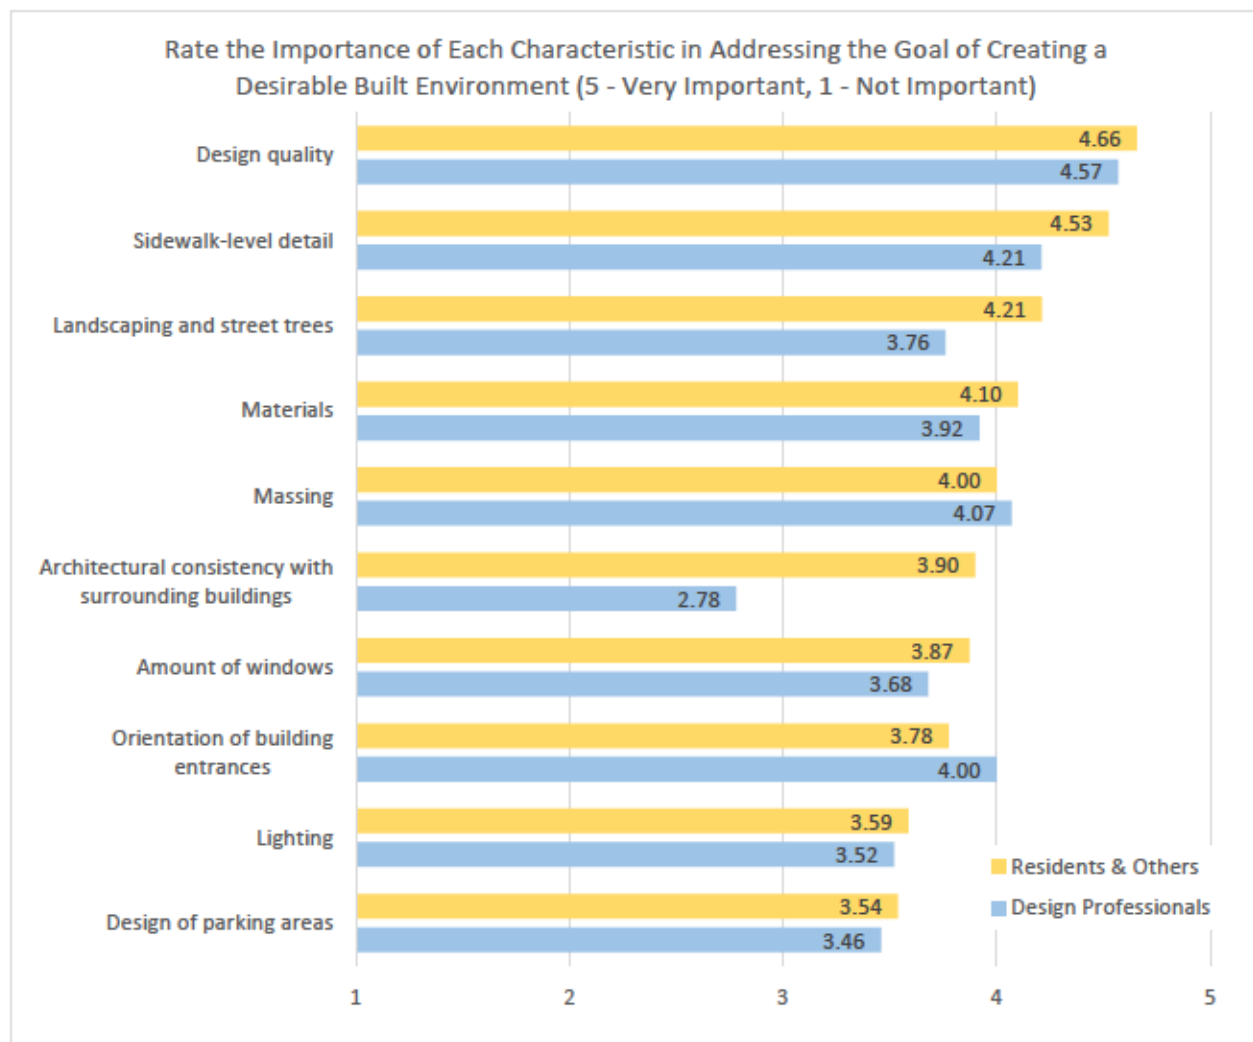 Rate the Importance of Each Characteristic in Addressing the Goal of Creating a
Desirable Built Environment (5 - Very Important, 1 - Not Important)
Design quality
4.66
4.57
Sidewalk-level detail
4.53
4.21
Landscaping and street trees
4.21
3.76
Materials
4.10
3.92
Massing
4.00
4.07
Architectural consistency with
surrounding buildings
3.90
2.78
Amount of windows
3.87
3.68
Orientation of building
entrances
3.78
4.00
Lighting
3.59
3.52
Design of parking areas
3.54
3.46
Residents & Others
Design Professionals
1 2 3 4 5